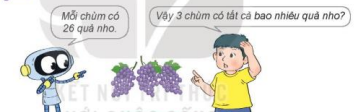 Mỗi chùm có
26 quả nho.
Vậy 3 chùm có tất cả bao nhiêu quả nho?